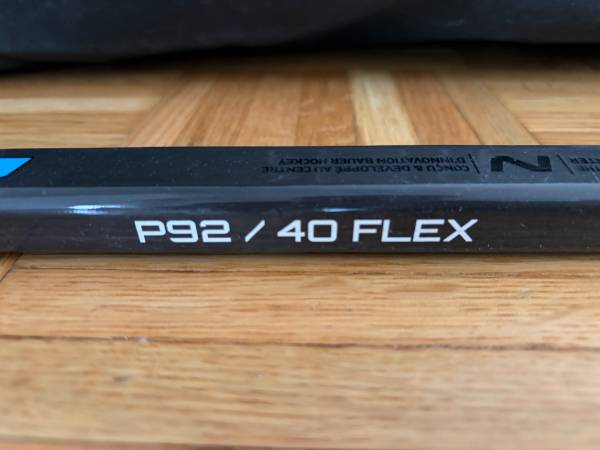 P92 / 40 FLEX
CONÇU & DÉVELOPPÉ AU CENTRE
D'INNOVATION BAUER HOCKEY
N